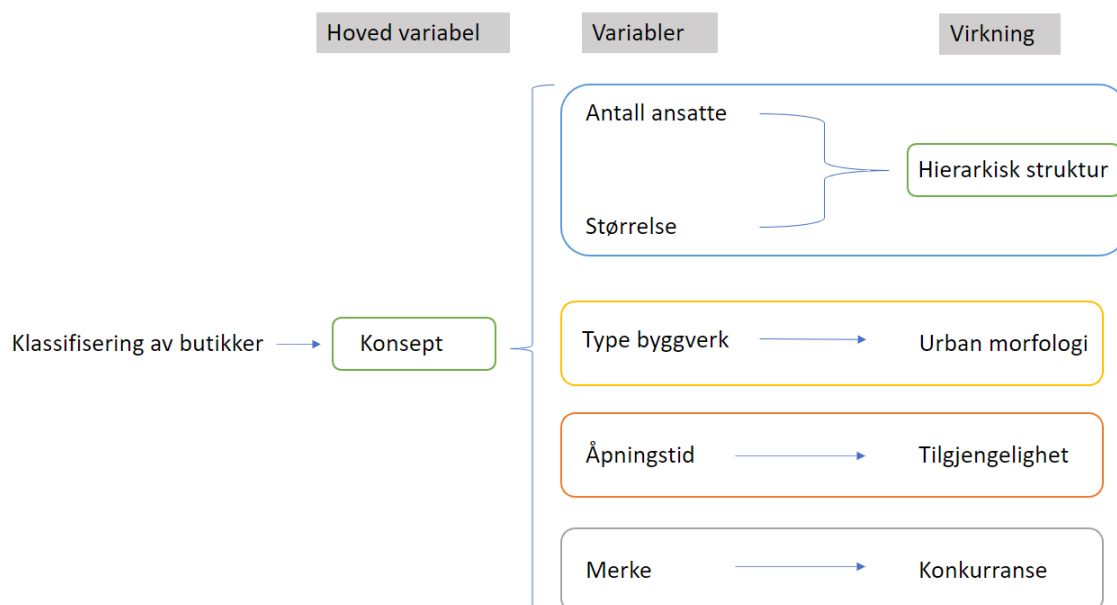 Hoved variabel
Variabler
Virkning
Antall ansatte
Hierarkisk struktur
Størrelse
Klassifisering av butikker
Konsept
Type byggverk
Urban morfologi
Åpningstid
Tilgjengelighet
Merke
Konkurranse